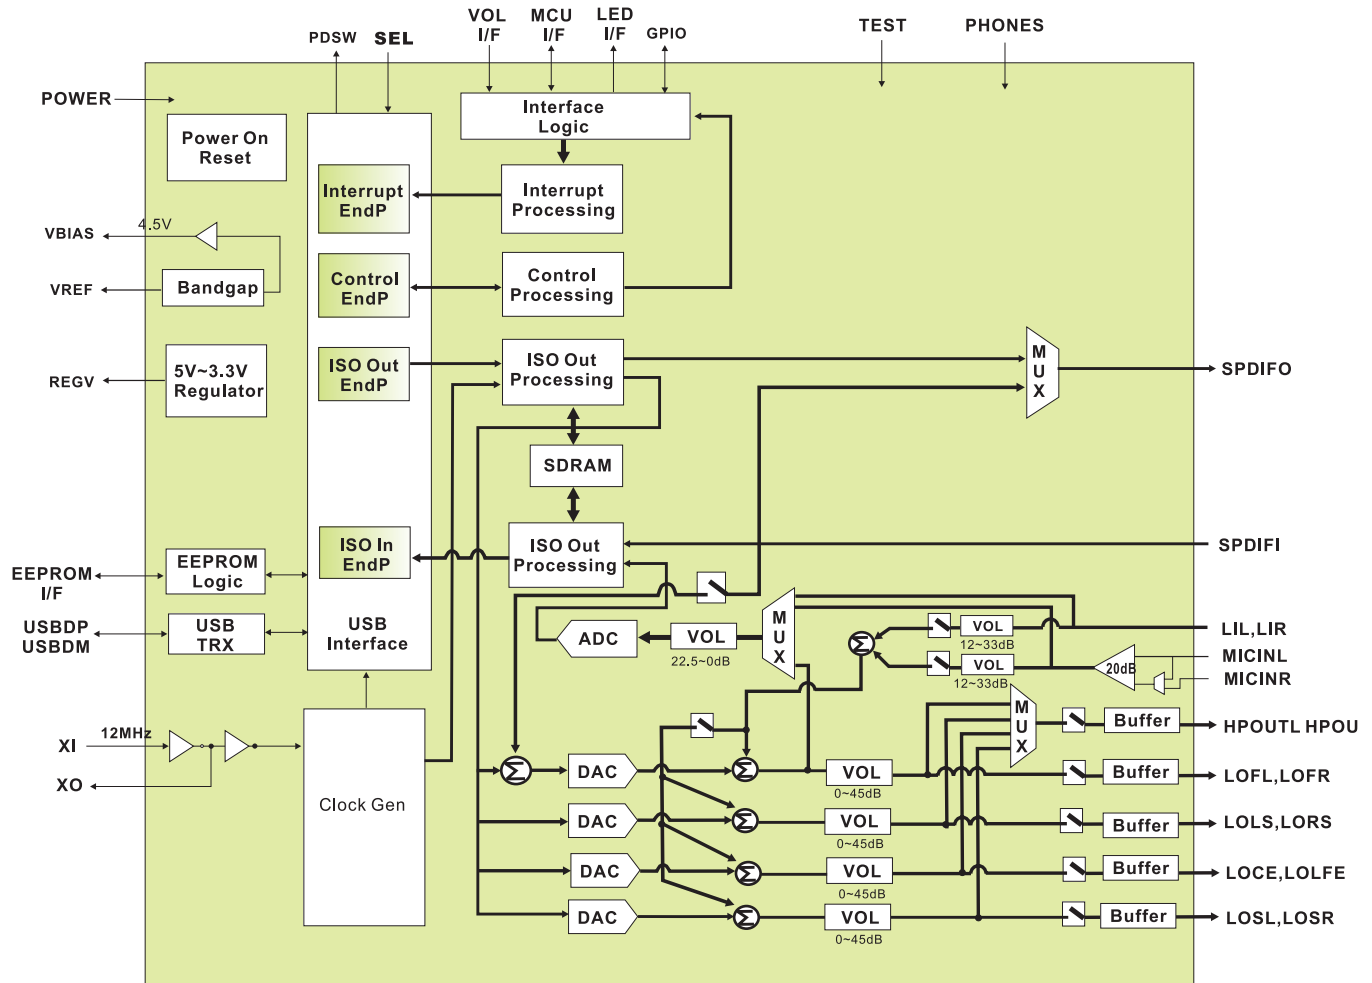 VOL I/F
MCU I/F
LED I/F
PDSW
SEL
GPIO
TEST
PHONES
POWER
Power On
Reset
Interface
Logic
Interrupt
EndP
Interrupt
Processing
VBIAS
4.5V
VREF
Bandgap
Control
EndP
Control
Processing
REGV
5V~3.3V
Regulator
ISO Out
EndP
ISO Out
Processing
MUX
SPDIFO
SDRAM
ISO In
EndP
ISO Out
Processing
SPDIFI
EEPROM
I/F
EEPROM
Logic
USBDP
USBDM
USB
TRX
USB
Interface
ADC
VOL
22.5~0dB
MUX
Σ
VOL
12~33dB
LIL,LIR
VOL
12~33dB
20dB
MICINL
MICINR
XI
12MHz
XO
Clock Gen
MUX
Buffer
HPOUTL HPOU
Σ
DAC
Σ
VOL
0~45dB
Buffer
LOFL,LOFR
DAC
Σ
VOL
0~45dB
Buffer
LOLS,LORS
DAC
Σ
VOL
0~45dB
Buffer
LOCE,LOLFE
DAC
Σ
VOL
0~45dB
Buffer
LOSL,LOSR